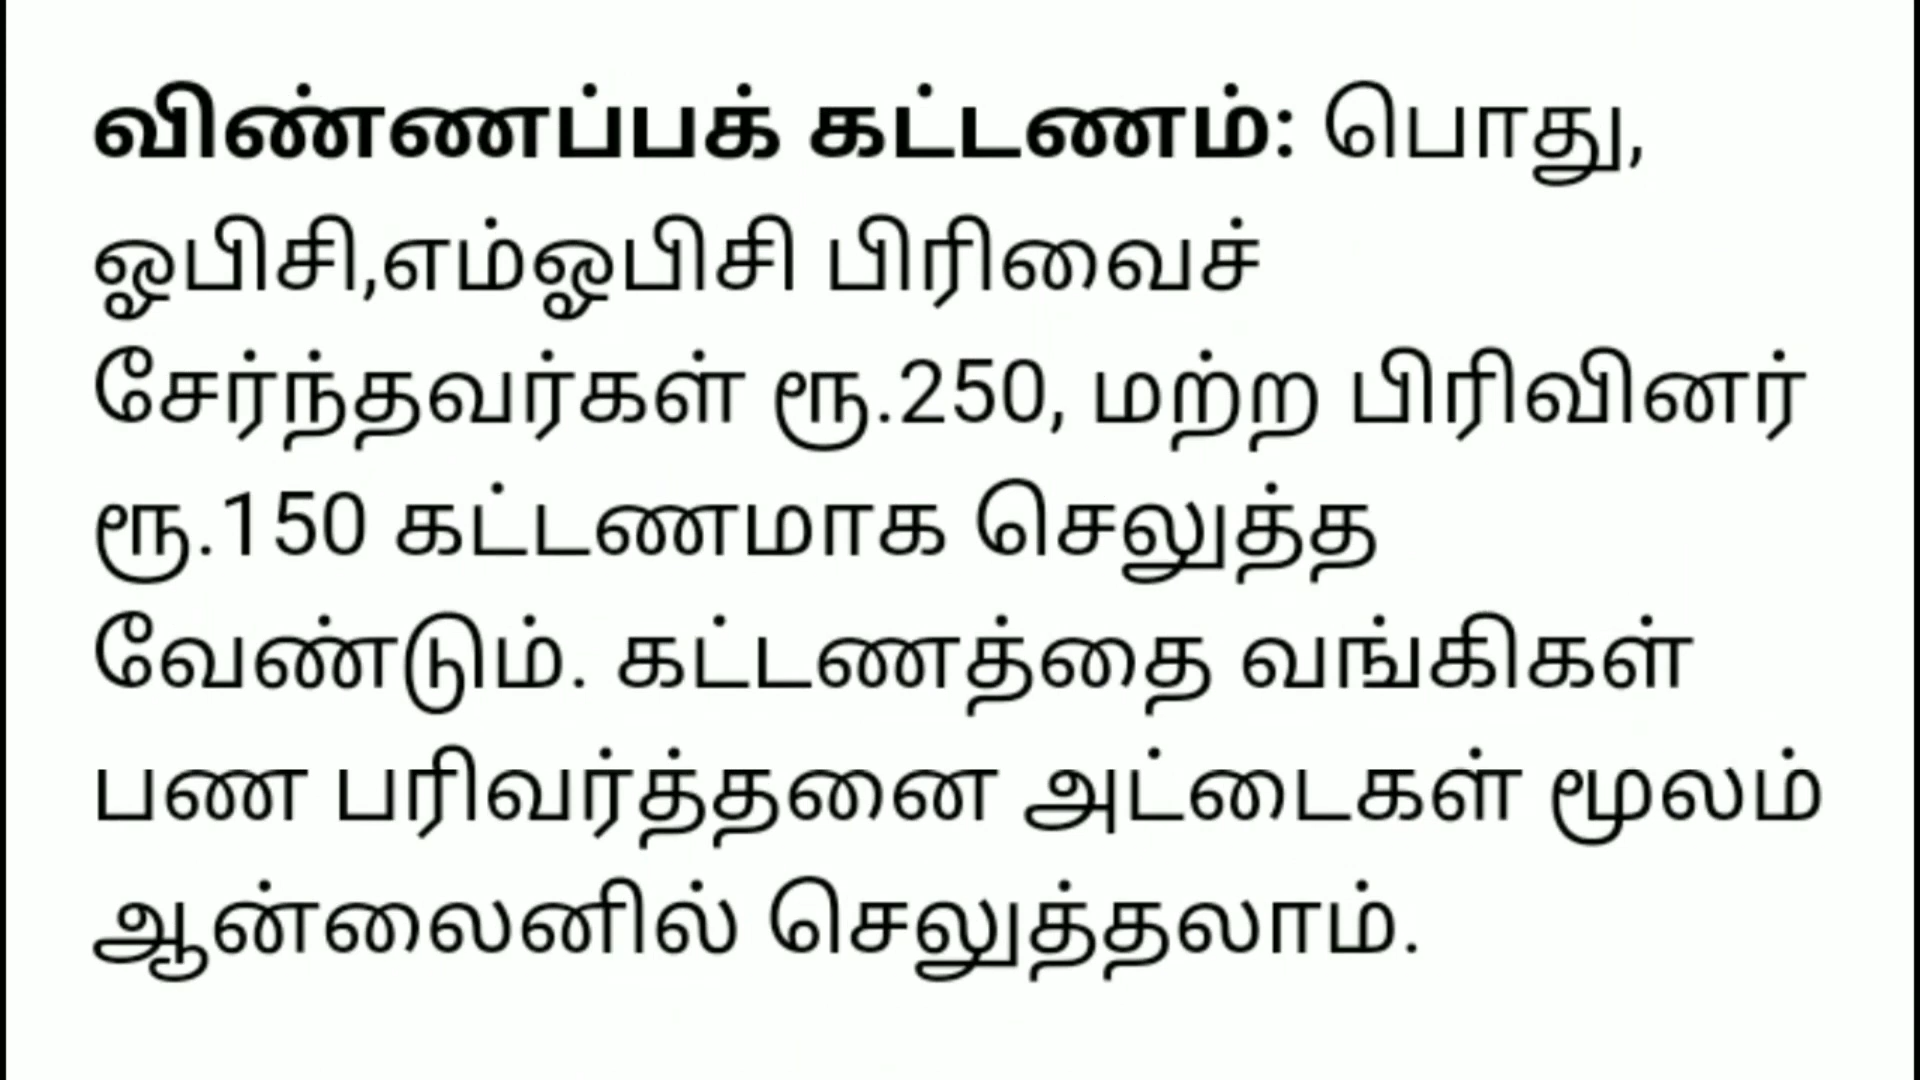 விண்ணப்பக் கட்டணம்: பொது,
ஓபிசி,எம்ஓபிசி பிரிவைச்
சேர்ந்தவர்கள் ரூ.250, மற்ற பிரிவினர்
ரூ.150 கட்டணமாக செலுத்த
வேண்டும். கட்டணத்தை வங்கிகள்
பண பரிவர்த்தனை அட்டைகள் மூலம்
ஆன்லைனில் செலுத்தலாம்.